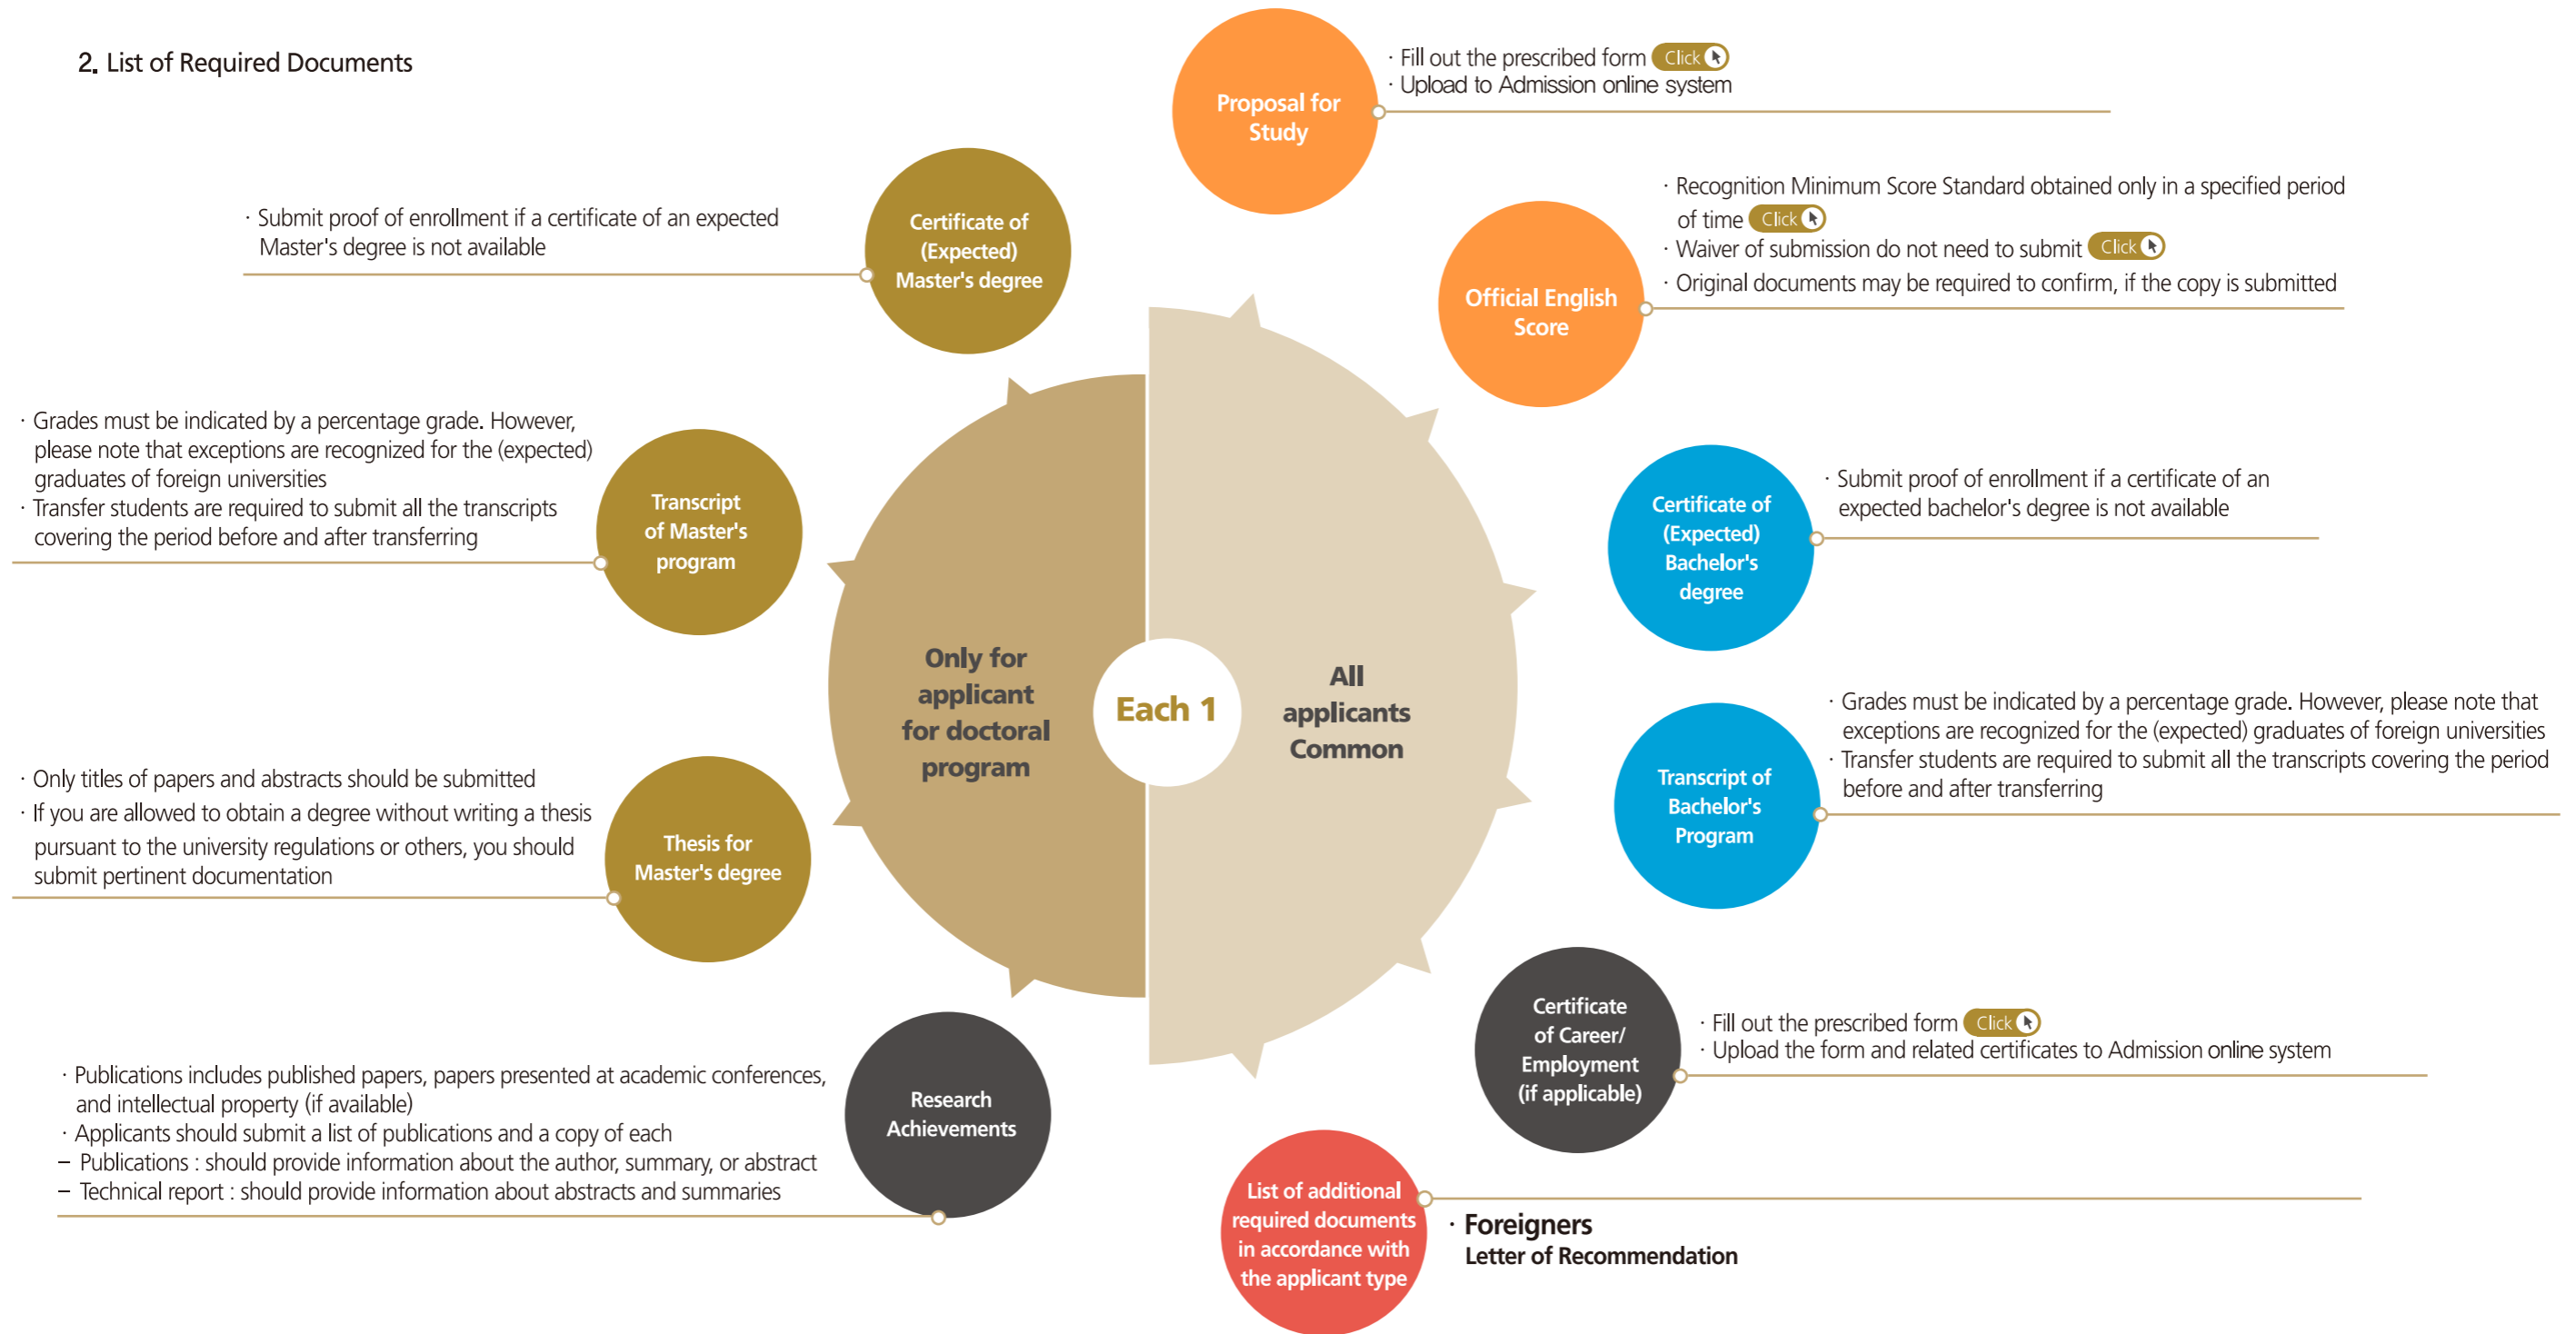 2. List of Required Documents
Proposal for
Study
· Fill out the prescribed form Click
· Upload to Admission online system
Official English
Score
· Recognition Minimum Score Standard obtained only in a specified period
of time Click
· Waiver of submission do not need to submit Click
· Original documents may be required to confirm, if the copy is submitted
Certificate of
(Expected)
Bachelor's
degree
· Submit proof of enrollment if a certificate of an
expected bachelor's degree is not available
Transcript of
Bachelor's
Program
· Grades must be indicated by a percentage grade. However, please note that
exceptions are recognized for the (expected) graduates of foreign universities
· Transfer students are required to submit all the transcripts covering the period
before and after transferring
Certificate
of Career/
Employment
(if applicable)
· Fill out the prescribed form Click
· Upload the form and related certificates to Admission online system
List of additional
required documents
in accordance with
the applicant type
· Foreigners
Letter of Recommendation
All
applicants
Common
Each 1
Only for
applicant
for doctoral
program
· Submit proof of enrollment if a certificate of an expected
Master's degree is not available
Certificate of
(Expected)
Master's degree
· Grades must be indicated by a percentage grade. However,
please note that exceptions are recognized for the (expected)
graduates of foreign universities
· Transfer students are required to submit all the transcripts
covering the period before and after transferring
Transcript
of Master's
program
· Only titles of papers and abstracts should be submitted
· If you are allowed to obtain a degree without writing a thesis
pursuant to the university regulations or others, you should
submit pertinent documentation
Thesis for
Master's degree
· Publications includes published papers, papers presented at academic conferences,
and intellectual property (if available)
· Applicants should submit a list of publications and a copy of each
– Publications : should provide information about the author, summary, or abstract
– Technical report : should provide information about abstracts and summaries
Research
Achievements